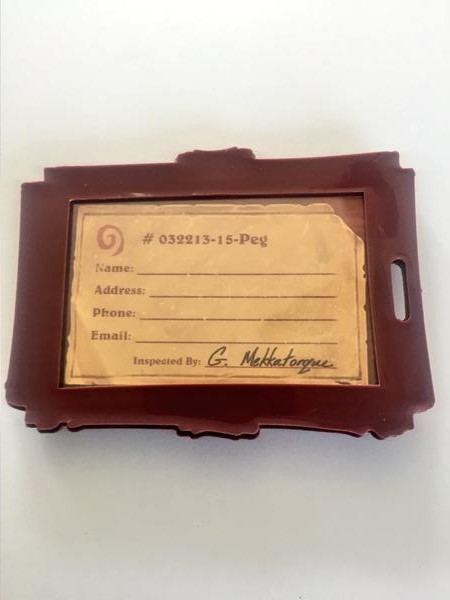 # 032213-15-Peg
Name:
Address:
Phone:
Email:
Inspected By: G. Mekkatorque